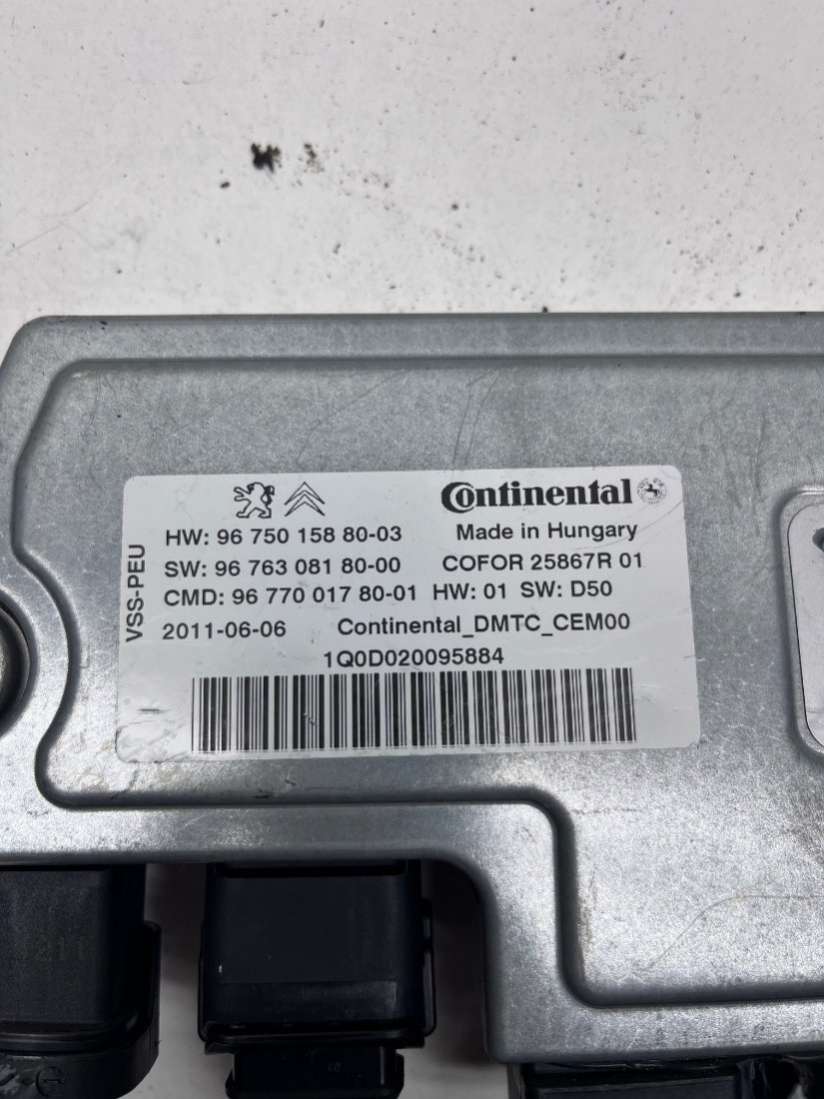 Continental
HW: 96 750 158 80-03 Made in Hungary
SW: 96 763 081 80-00 COFOR 25867R 01
CMD: 96 770 017 80-01 HW: 01 SW: D50
2011-06-06 Continental_DMTC_CEM00
1Q0D020095884
VSS-PEU